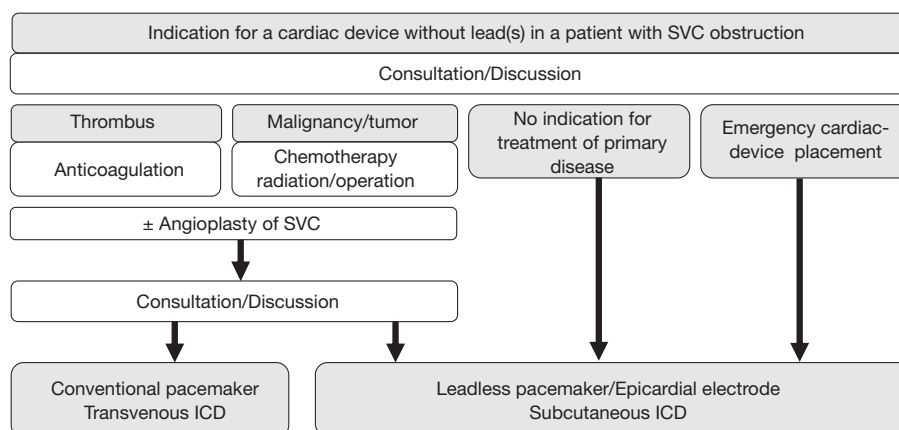 Indication for a cardiac device without lead(s) in a patient with SVC obstruction
Consultation/Discussion
Thrombus
Anticoagulation
Malignancy/tumor
Chemotherapy
radiation/operation
No indication for
treatment of primary
disease
Emergency cardiac-
device placement
± Angioplasty of SVC
Consultation/Discussion
Conventional pacemaker
Transvenous ICD
Leadless pacemaker/Epicardial electrode
Subcutaneous ICD